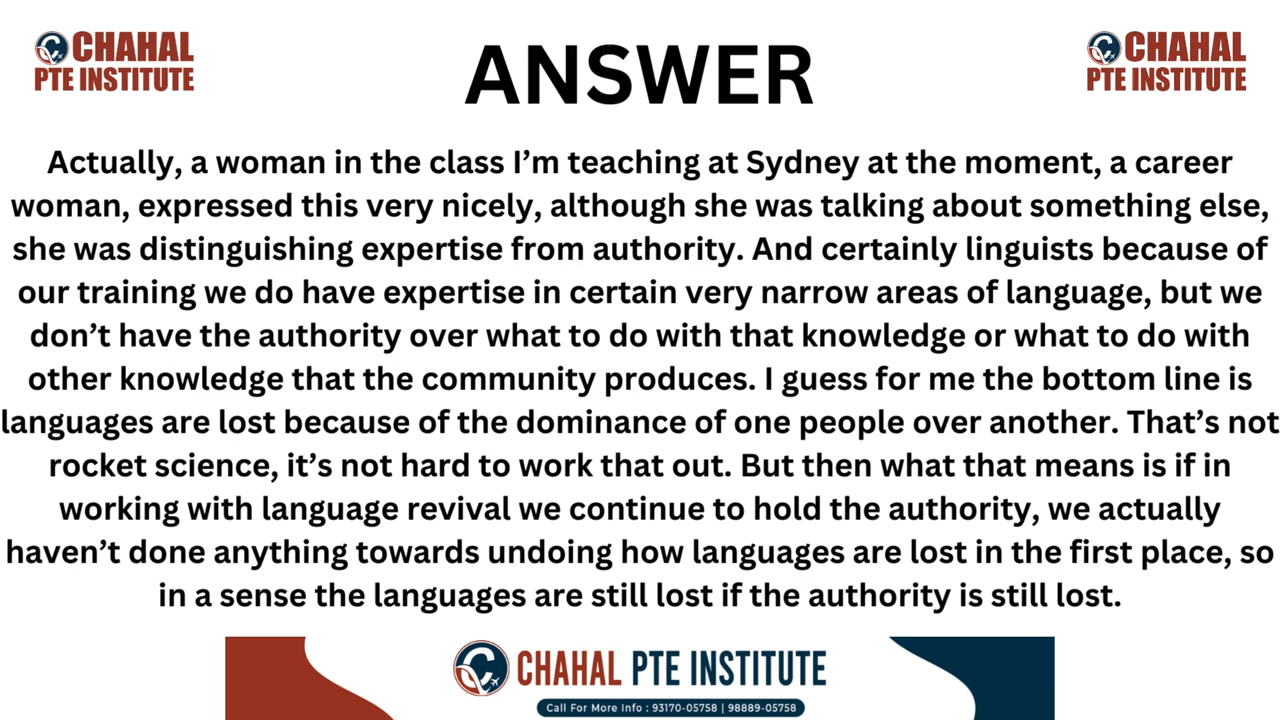 CHAHAL
PTE INSTITUTE
ANSWER
CHAHAL
PTE INSTITUTE
Actually, a woman in the class I’m teaching at Sydney at the moment, a career
woman, expressed this very nicely, although she was talking about something else,
she was distinguishing expertise from authority. And certainly linguists because of
our training we do have expertise in certain very narrow areas of language, but we
don’t have the authority over what to do with that knowledge or what to do with
other knowledge that the community produces. I guess for me the bottom line is
languages are lost because of the dominance of one people over another. That’s not
rocket science, it’s not hard to work that out. But then what that means is if in
working with language revival we continue to hold the authority, we actually
haven’t done anything towards undoing how languages are lost in the first place, so
in a sense the languages are still lost if the authority is still lost.
CHAHAL PTE INSTITUTE
Call For More Info : 93170-05758 | 98889-05758